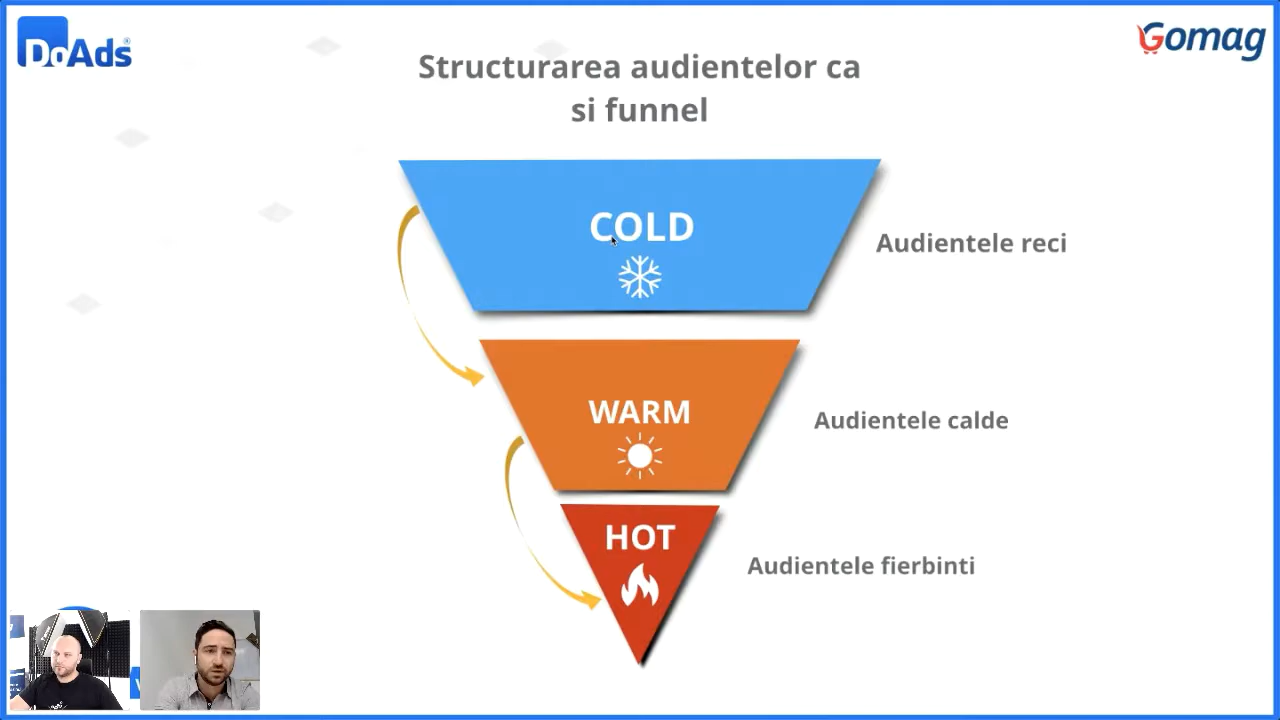 DoAds
Gomag
Structurarea audientelor ca
si funnel
COLD
Audientele reci
WARM
Audientele calde
HOT
Audientele fierbinti